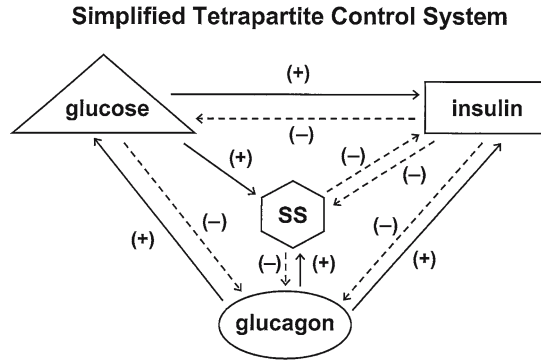 Simplified Tetrapartite Control System
(+)
glucose
insulin
(–)
(+)
(–)
(–)
SS
(–)
(–)
(+)
(–)
(+)
(+)
glucagon